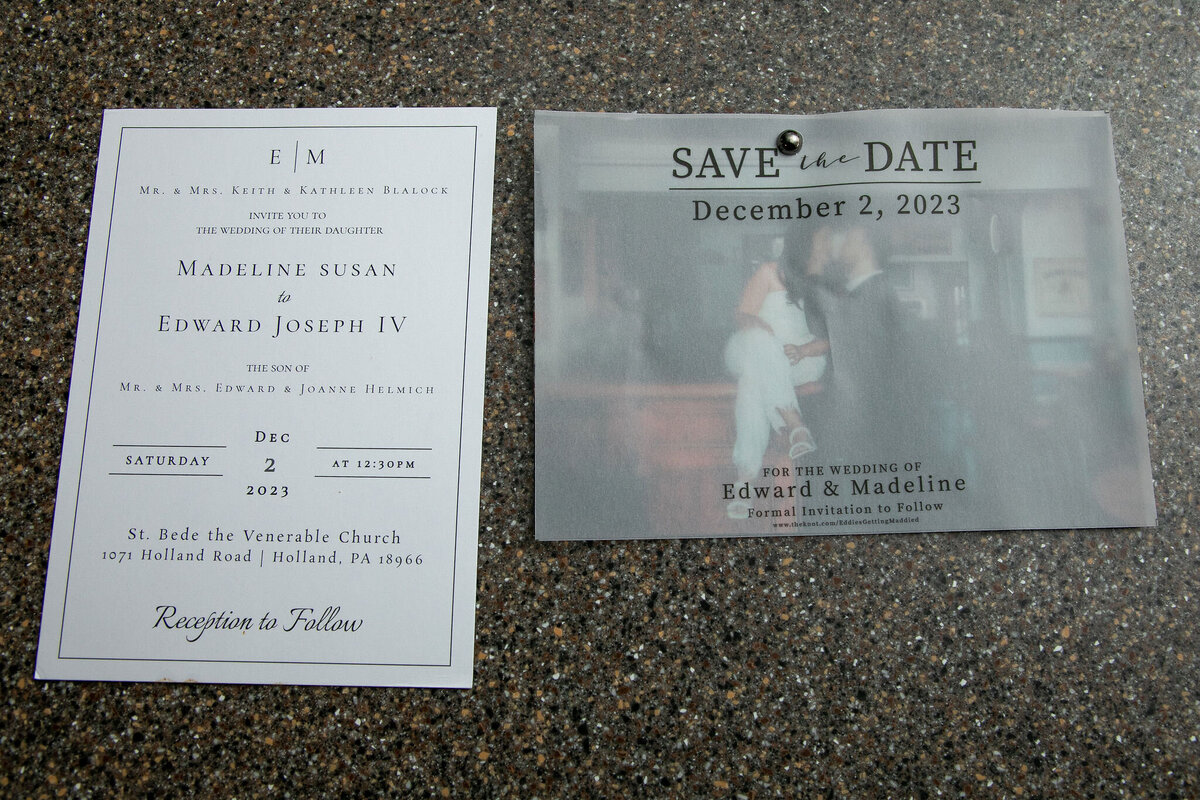 E | M
MR. & MRS. KEITH & KATHLEEN BLALOCK
INVITE YOU TO
THE WEDDING OF THEIR DAUGHTER
MADELINE SUSAN
to
EDWARD JOSEPH IV
THE SON OF
MR. & MRS. EDWARD & JOANNE HELMICH
SATURDAY
DEC
2
2023
AT 12:30PM
St. Bede the Venerable Church
1071 Holland Road | Holland, PA 18966
Reception to Follow
SAVE the DATE
December 2, 2023
FOR THE WEDDING OF
Edward & Madeline
Formal Invitation to Follow
www.theknot.com/EddiesGettingMaddied